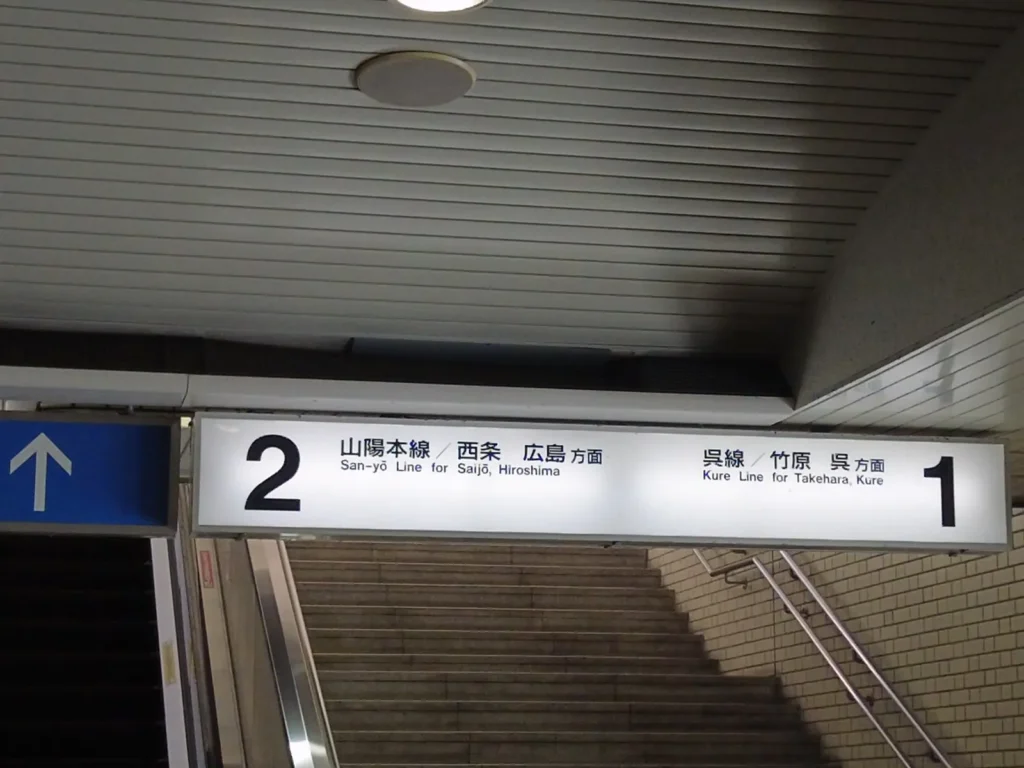 2
山陽本線／西条　広島方面
San-yō Line for Saijō, Hiroshima
呉線／竹原　呉方面
Kure Line for Takehara, Kure
1